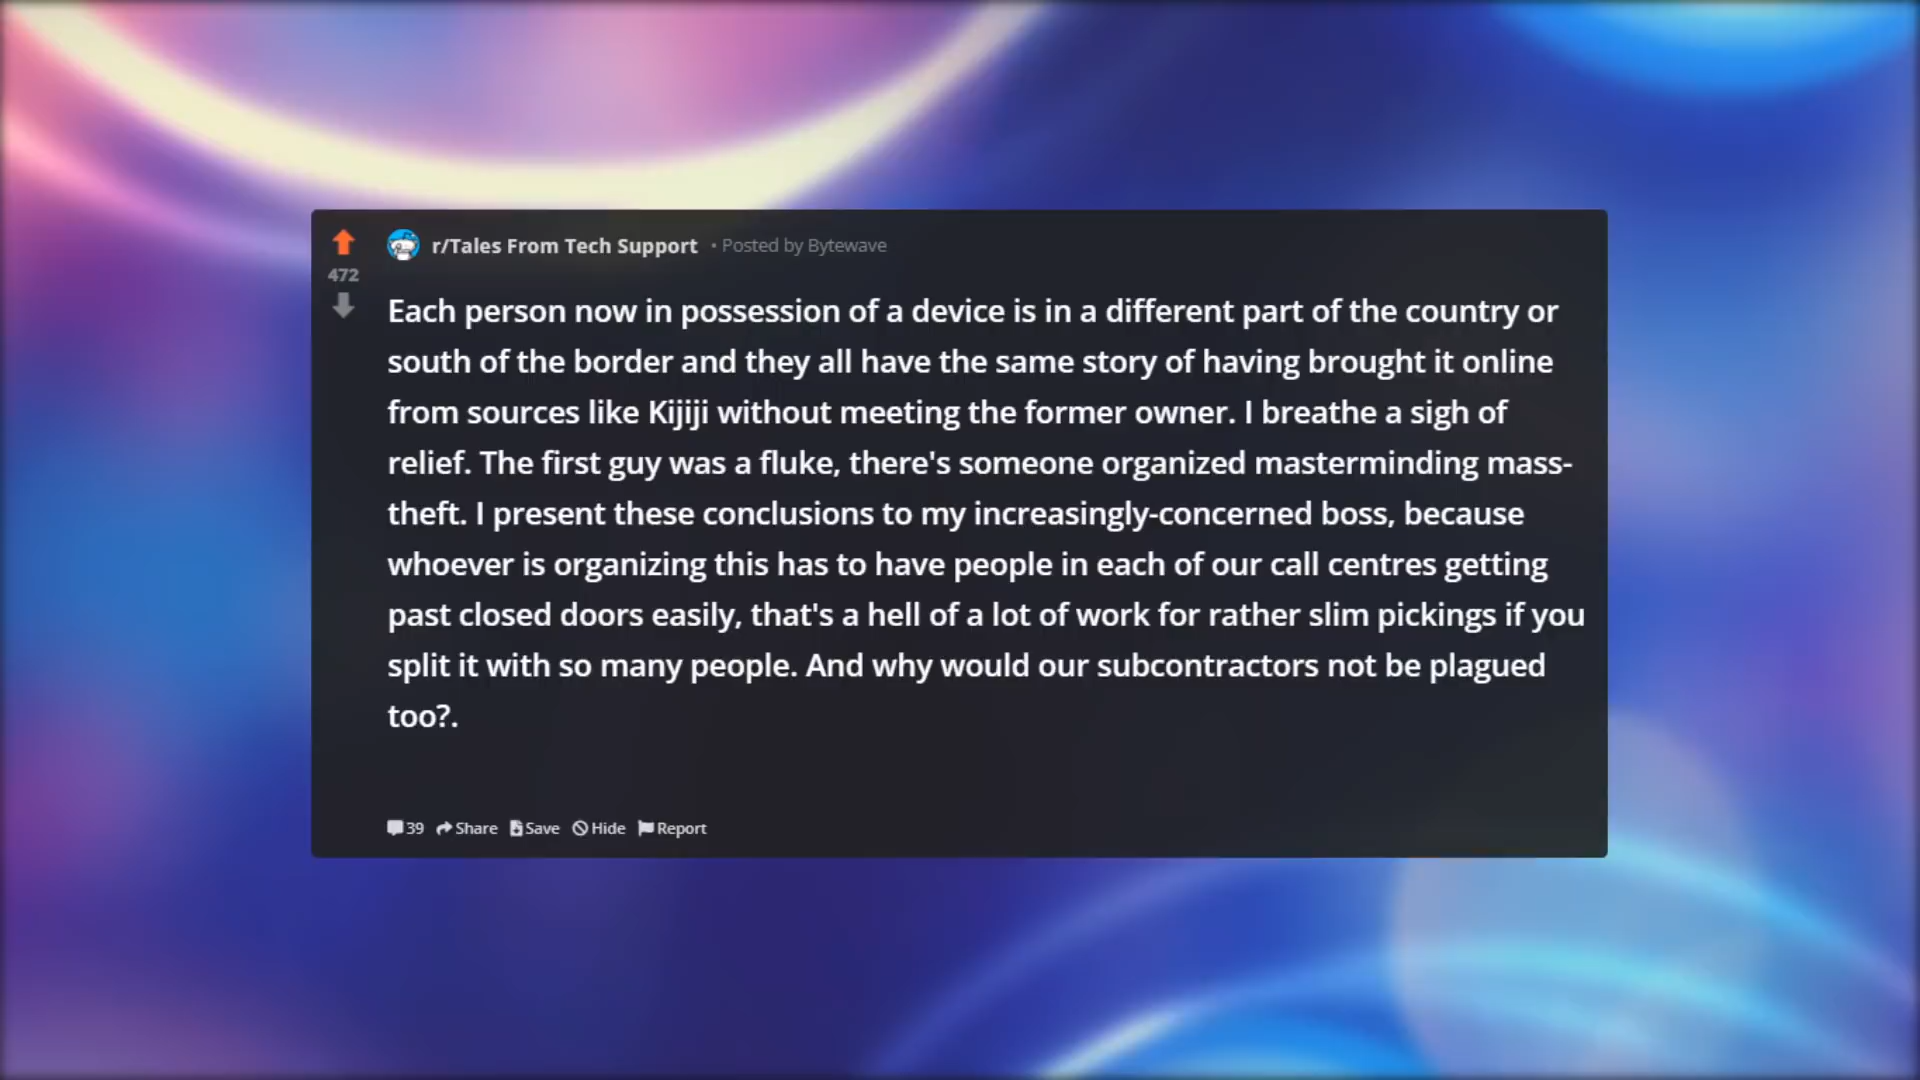 r/Tales From Tech Support • Posted by Bytewave
472
Each person now in possession of a device is in a different part of the country or
south of the border and they all have the same story of having brought it online
from sources like Kijiji without meeting the former owner. I breathe a sigh of
relief. The first guy was a fluke, there's someone organized masterminding mass-
theft. I present these conclusions to my increasingly-concerned boss, because
whoever is organizing this has to have people in each of our call centres getting
past closed doors easily, that's a hell of a lot of work for rather slim pickings if you
split it with so many people. And why would our subcontractors not be plagued
too?.
39 Share Save Hide Report